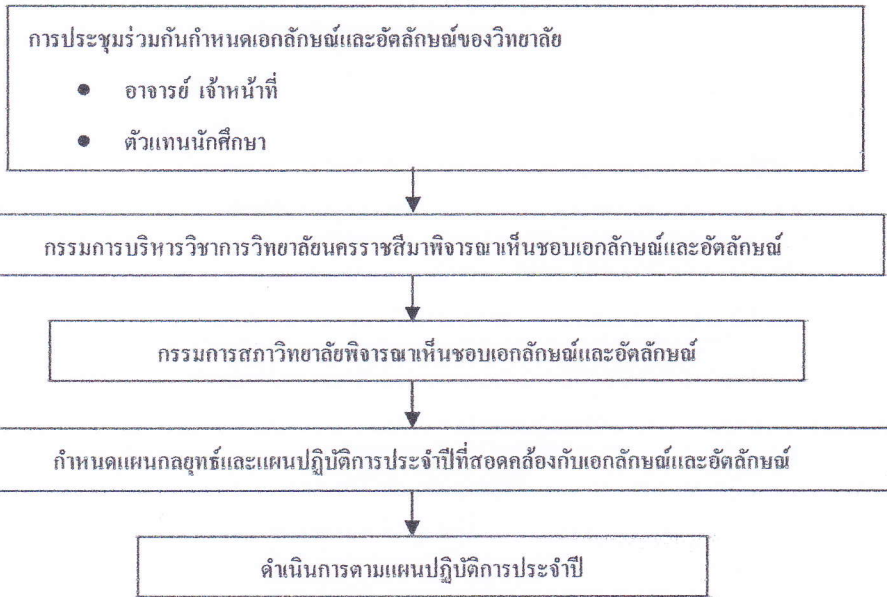 การประชุมร่วมกันกำหนดเอกลักษณ์และอัตลักษณ์ของวิทยาลัย
● อาจารย์ เจ้าหน้าที่
● ตัวแทนนักศึกษา
กรรมการบริหารวิชาการวิทยาลัยนครราชสีมาพิจารณาเห็นชอบเอกลักษณ์และอัตลักษณ์
กรรมการสภาวิทยาลัยพิจารณาเห็นชอบเอกลักษณ์และอัตลักษณ์
กำหนดแผนกลยุทธ์และแผนปฏิบัติการประจำปีที่สอดคล้องกับเอกลักษณ์และอัตลักษณ์
ดำเนินการตามแผนปฏิบัติการประจำปี